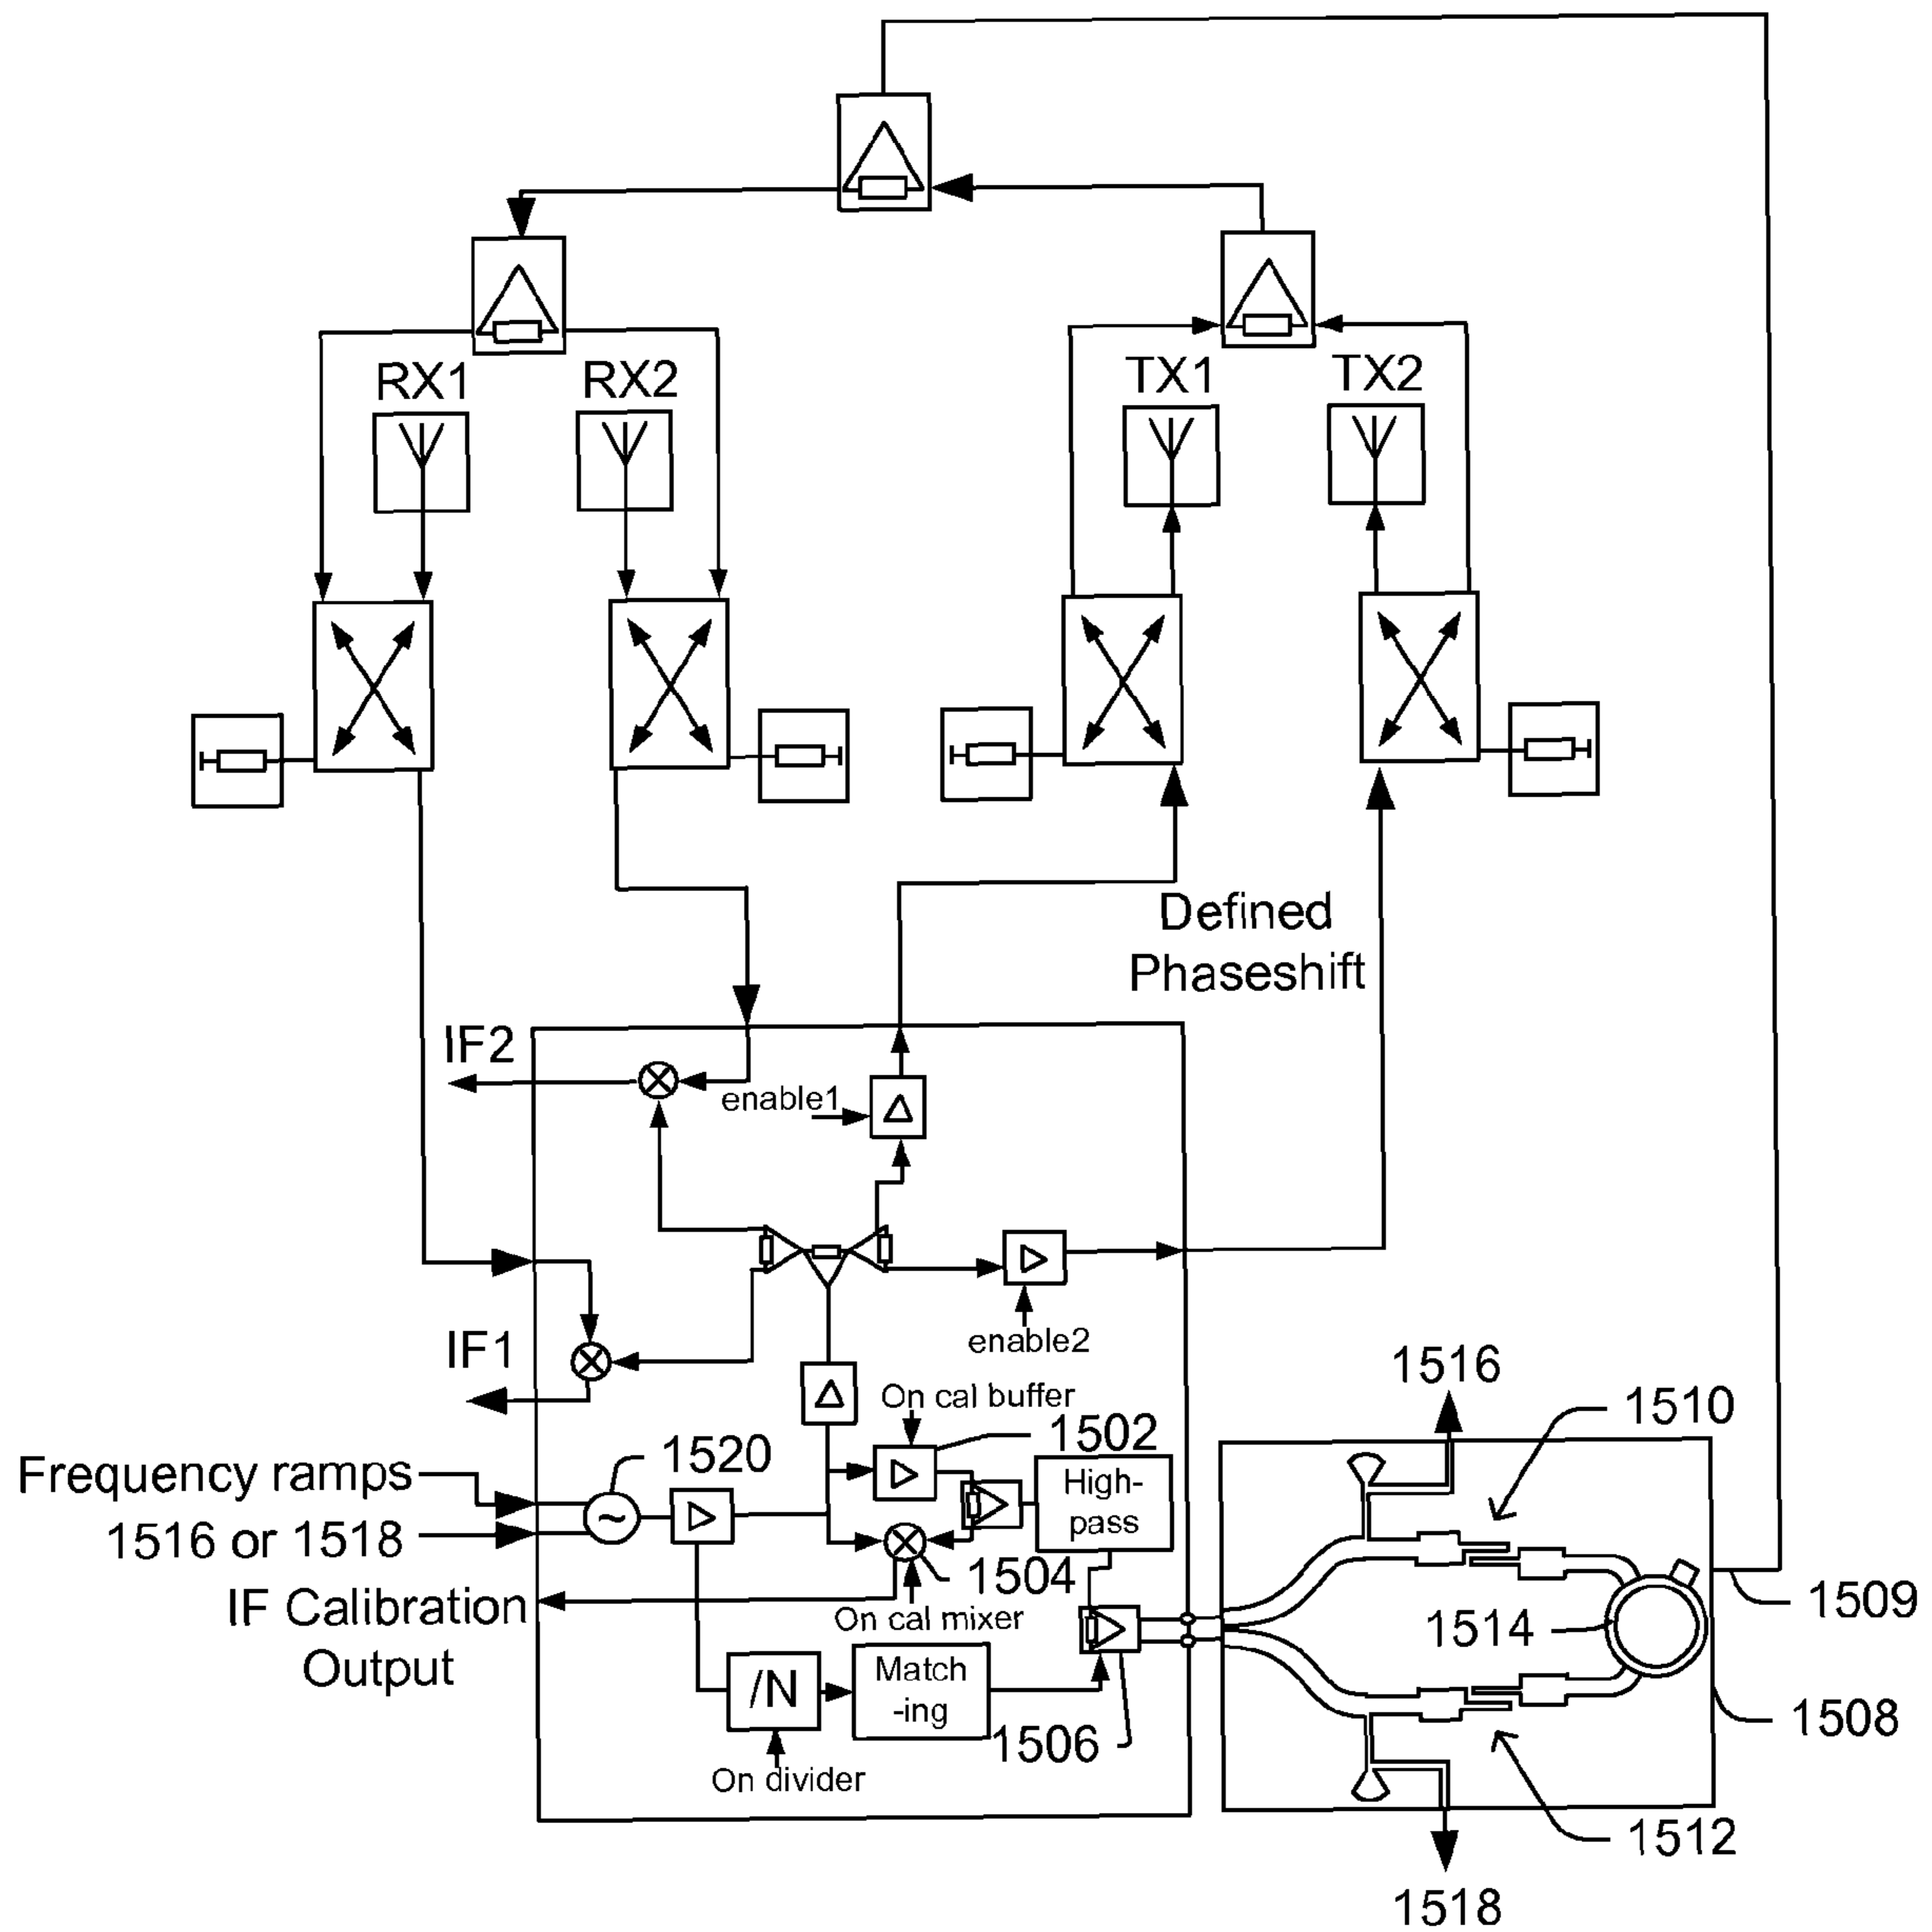 RX1
RX2
TX1
TX2
Defined
Phaseshift
IF2
enable1
enable2
IF1
On cal buffer
1502
1520
Frequency ramps
1516 or 1518
High-
pass
1504
IF Calibration
Output
On cal mixer
/N
Match
-ing
1506
On divider
1516
1510
1514
1509
1508
1512
1518